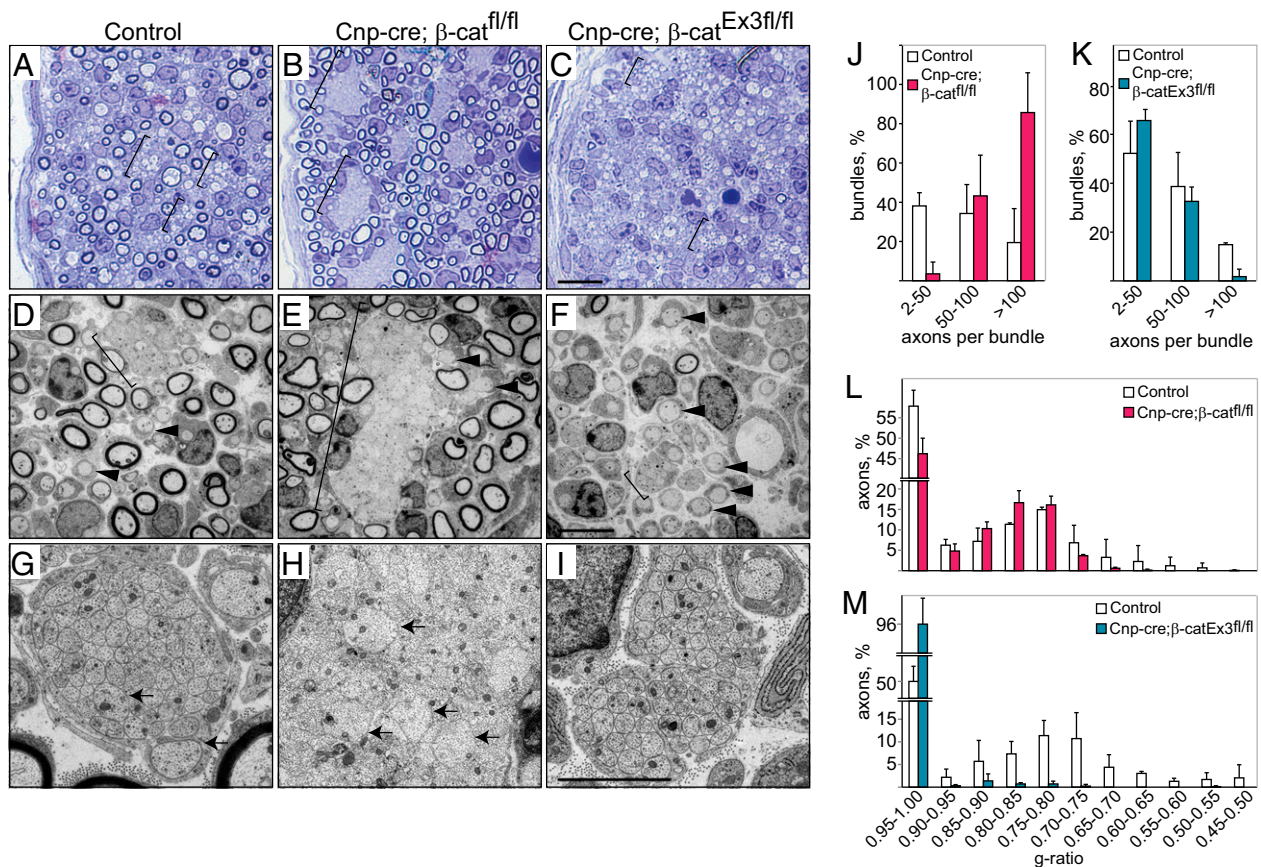 Control
Cnp-cre; β-cat^fl/fl
Cnp-cre; β-cat^Ex3fl/fl
A
B
C
D
E
F
G
H
I
J
Control
Cnp-cre;
β-cat^fl/fl
bundles, %
100
80
60
40
20
2-50
50-100
>100
axons per bundle
K
Control
Cnp-cre;
β-catEx3^fl/fl
bundles, %
80
60
40
20
2-50
50-100
>100
axons per bundle
L
Control
Cnp-cre;β-cat^fl/fl
axons, %
55
45
20
15
10
5
M
Control
Cnp-cre;β-catEx3^fl/fl
axons, %
96
50
15
10
5
0
0.95-1.00
0.90-0.95
0.85-0.90
0.80-0.85
0.75-0.80
0.70-0.75
0.65-0.70
0.60-0.65
0.55-0.60
0.50-0.55
0.45-0.50
g-ratio